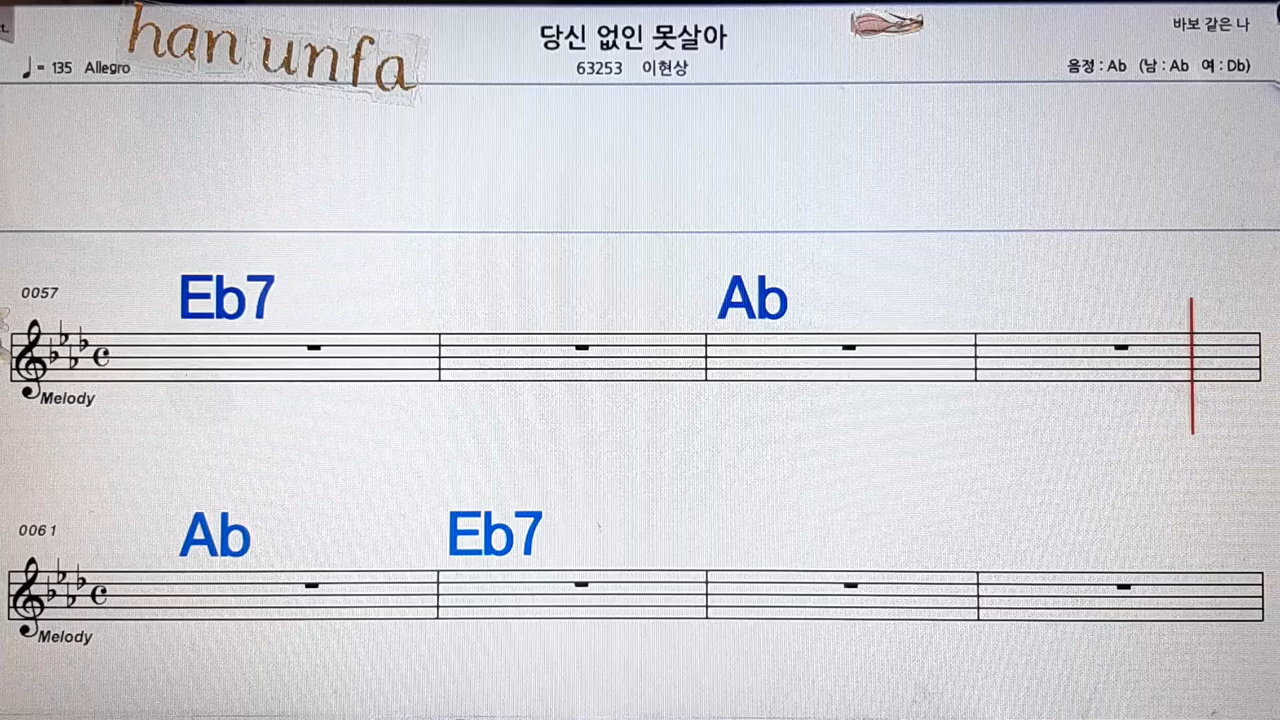 han unfa
당신 없인 못살아
바보 같은 나
♩ = 135 Allegro
63253 이현상
음정 : Ab (남 : Ab 여 : Db)
0057
Eb7 Ab
Melody
0061
Ab Eb7
Melody